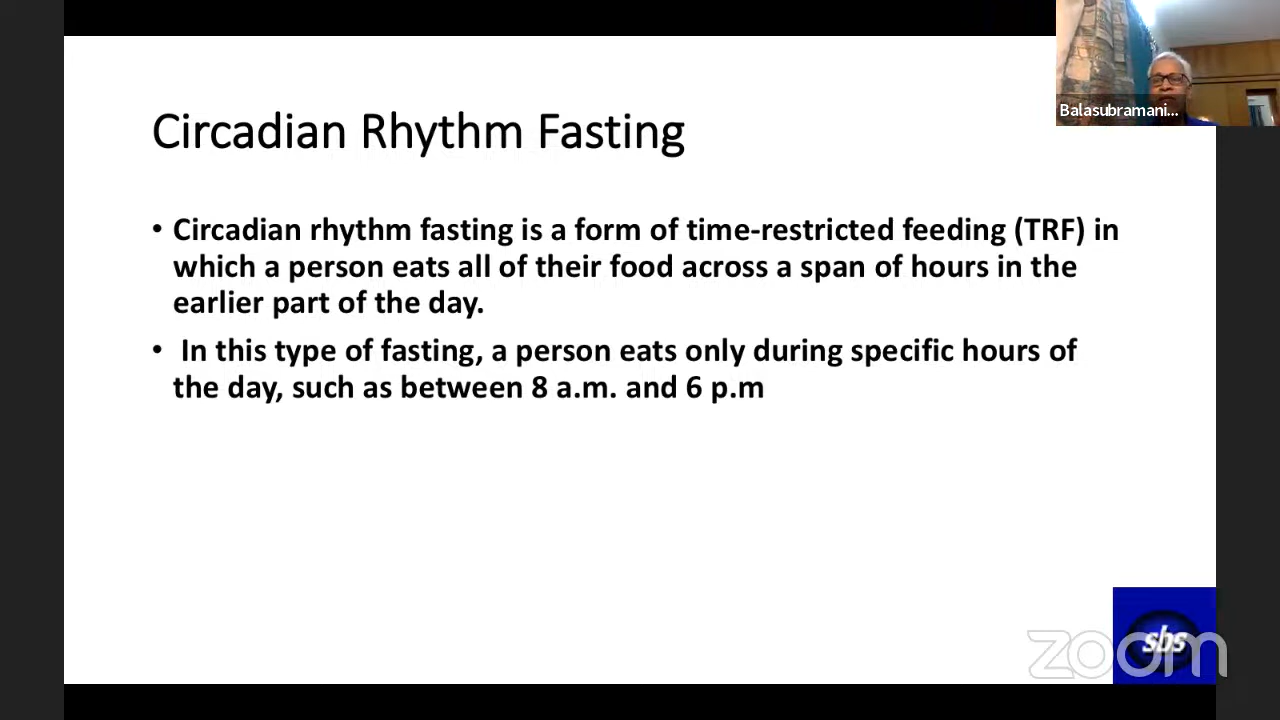 Circadian Rhythm Fasting
Balasubramani...
• Circadian rhythm fasting is a form of time-restricted feeding (TRF) in
which a person eats all of their food across a span of hours in the
earlier part of the day.
• In this type of fasting, a person eats only during specific hours of
the day, such as between 8 a.m. and 6 p.m
sbs
zoom